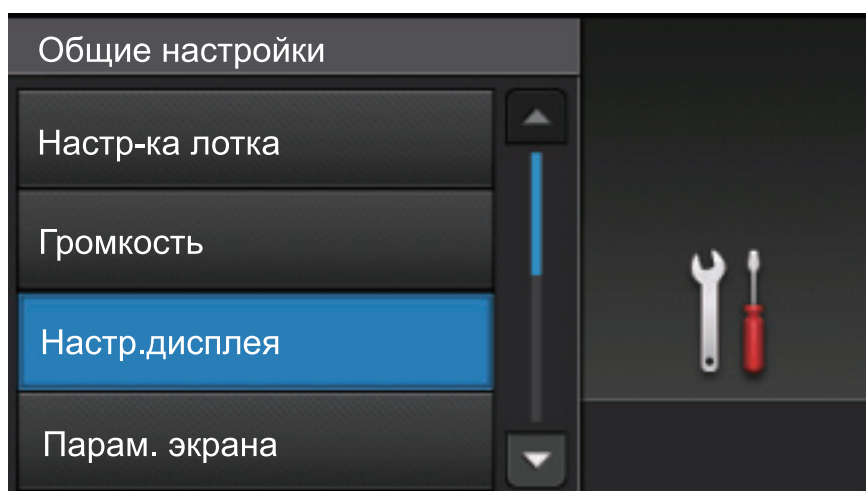 Общие настройки
Настр-ка лотка
Громкость
Настр.дисплея
Парам. экрана